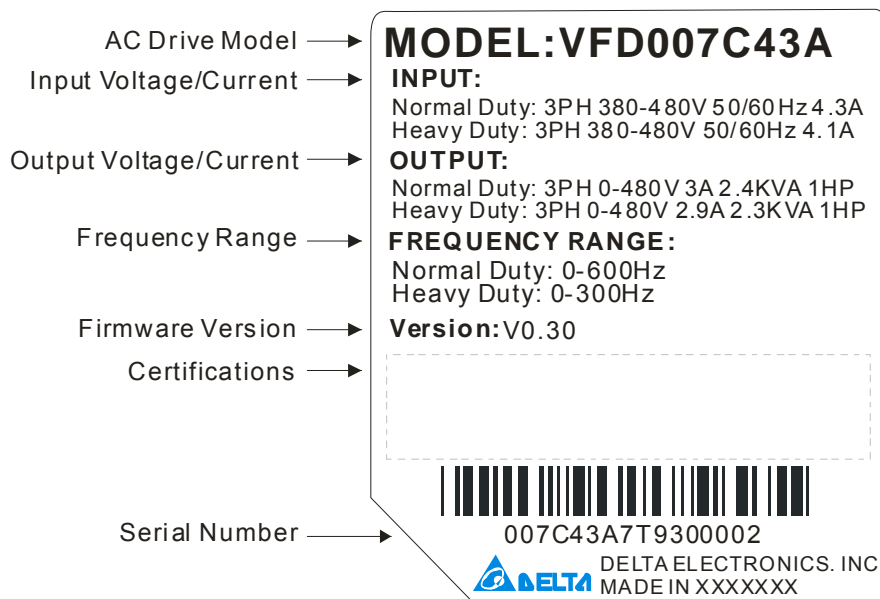 AC Drive Model
MODEL:VFD007C43A
Input Voltage/Current
INPUT:
Normal Duty: 3PH 380-480V 50/60Hz 4.3A
Heavy Duty: 3PH 380-480V 50/60Hz 4.1A
Output Voltage/Current
OUTPUT:
Normal Duty: 3PH 0-480V 3A 2.4KVA 1HP
Heavy Duty: 3PH 0-480V 2.9A 2.3KVA 1HP
Frequency Range
FREQUENCY RANGE:
Normal Duty: 0-600Hz
Heavy Duty: 0-300Hz
Firmware Version
Version:V0.30
Certifications
Serial Number
007C43A7T9300002
DELTA
DELTA ELECTRONICS. INC
MADE IN XXXXXXX